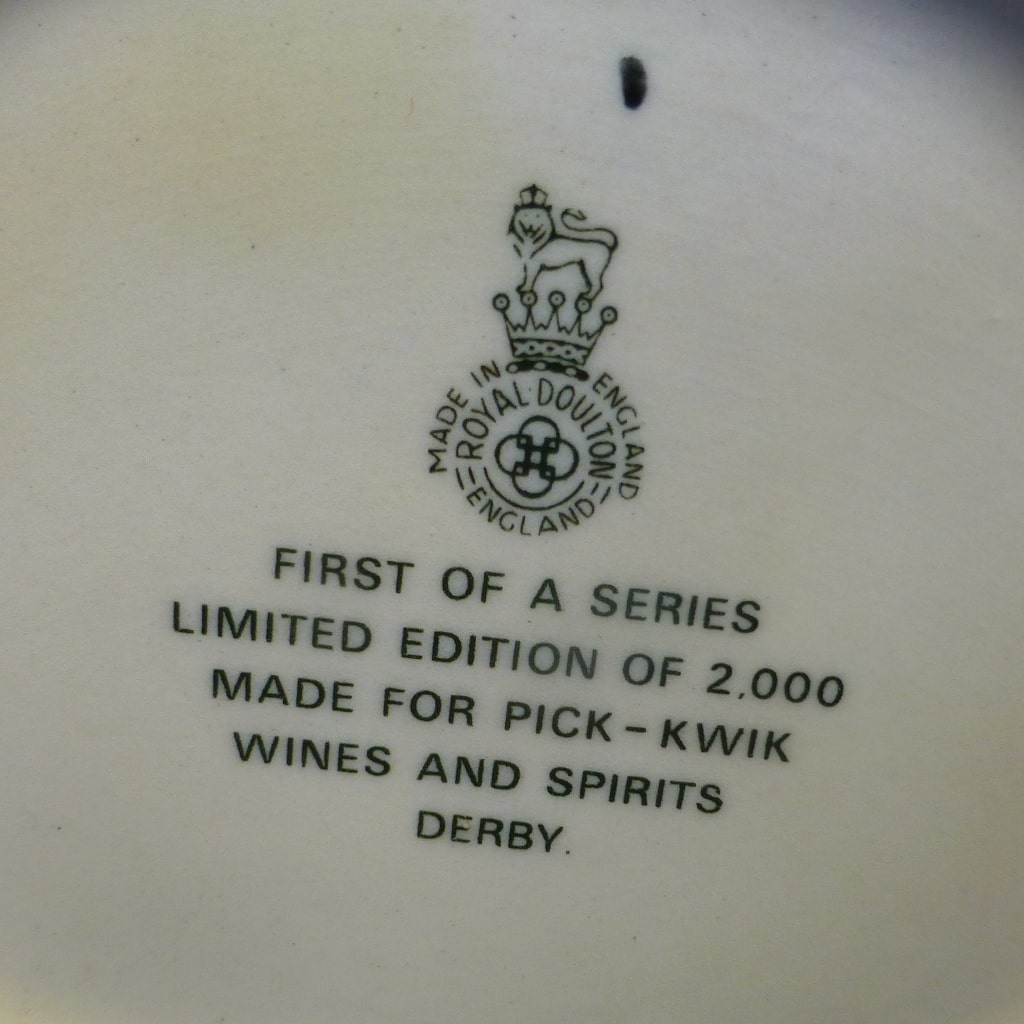 MADE IN ENGLAND
ROYAL DOULTON
ENGLAND
FIRST OF A SERIES
LIMITED EDITION OF 2,000
MADE FOR PICK-KWIK
WINES AND SPIRITS
DERBY.